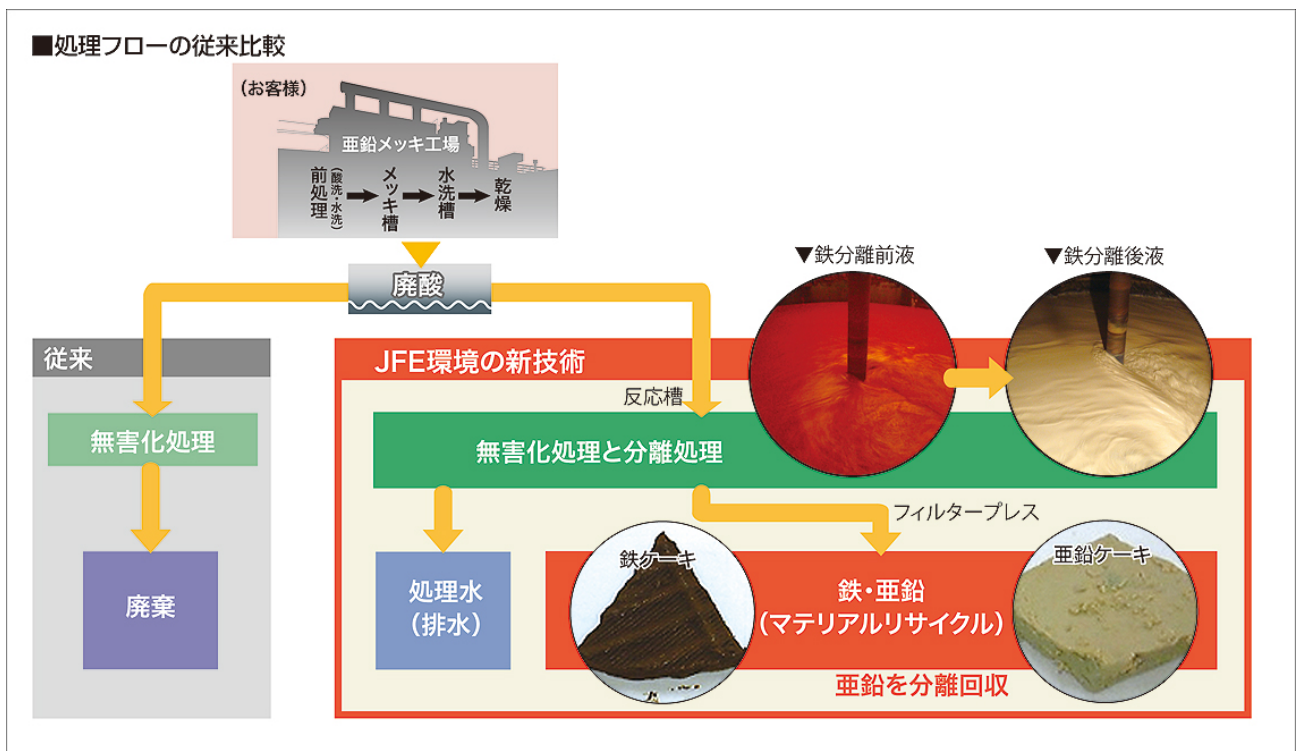 ■処理フローの従来比較
(お客様)
亜鉛メッキ工場
前処理
(酸洗・水洗)
メッキ槽
水洗槽
乾燥
廃酸
▼鉄分離前液
▼鉄分離後液
従来
無害化処理
廃棄
JFE環境の新技術
反応槽
無害化処理と分離処理
フィルタープレス
処理水
(排水)
鉄ケーキ
鉄・亜鉛
(マテリアルリサイクル)
亜鉛ケーキ
亜鉛を分離回収